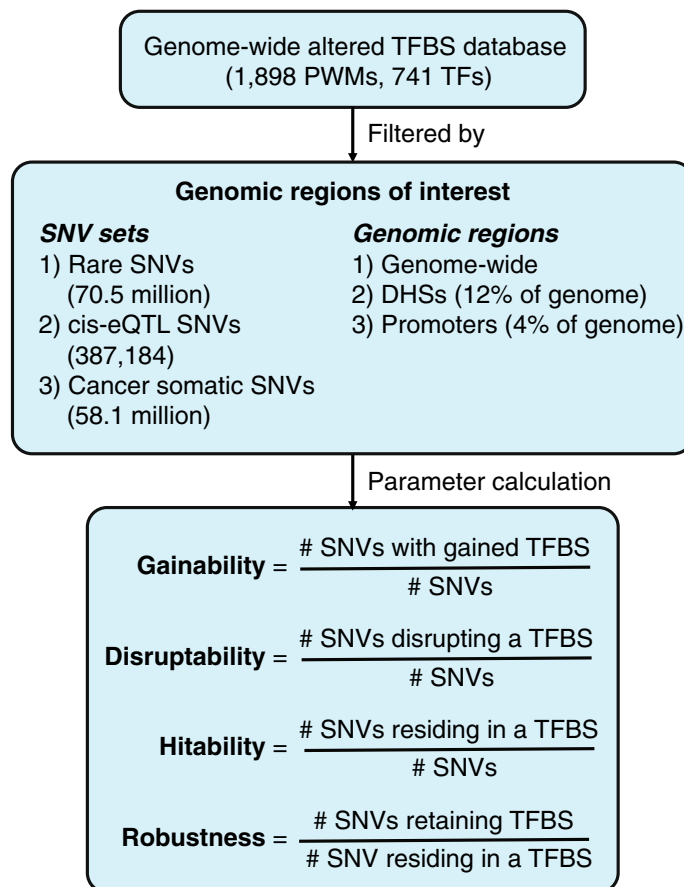 Genome-wide altered TFBS database
(1,898 PWMs, 741 TFs)
Filtered by
Genomic regions of interest
SNV sets
1) Rare SNVs
(70.5 million)
2) cis-eQTL SNVs
(387,184)
3) Cancer somatic SNVs
(58.1 million)
Genomic regions
1) Genome-wide
2) DHSs (12% of genome)
3) Promoters (4% of genome)
Parameter calculation
Gainability = # SNVs with gained TFBS
# SNVs
Disruptability = # SNVs disrupting a TFBS
# SNVs
Hitability = # SNVs residing in a TFBS
# SNVs
Robustness = # SNVs retaining TFBS
# SNV residing in a TFBS